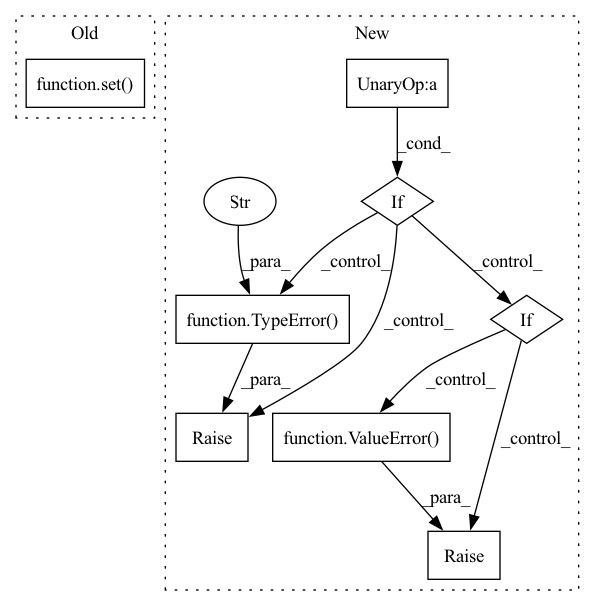 Old
New
function.set()
UnaryOp:a
_cond_
Str
If
_para_
_control_
_control_
function.TypeError()
_control_
If
_para_
_control_
Raise
function.ValueError()
_control_
_para_
Raise